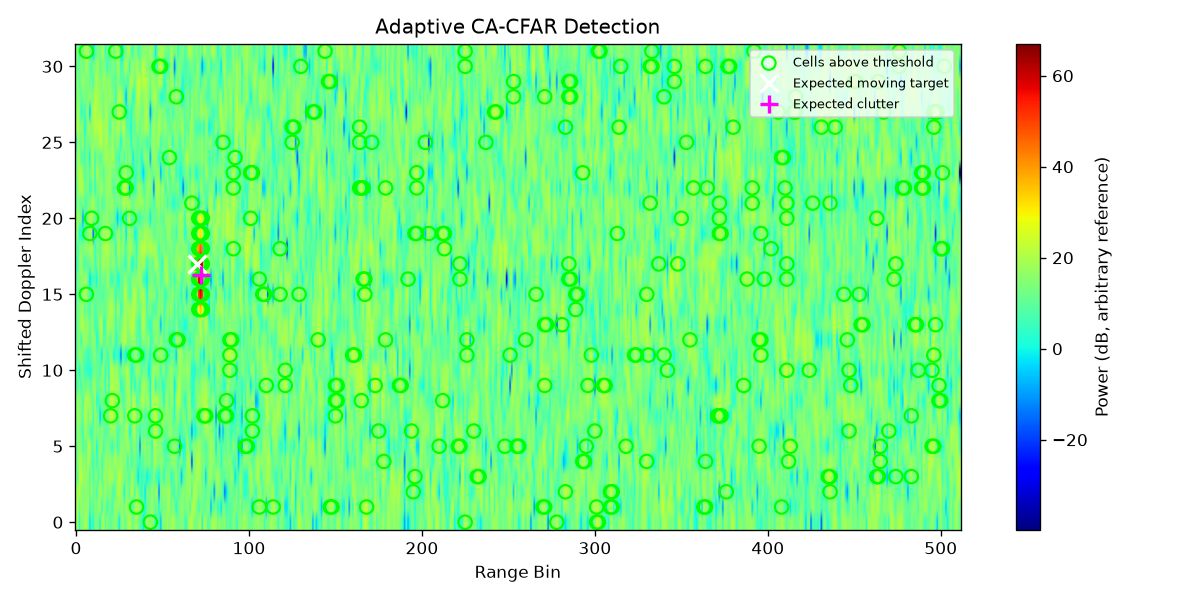 Adaptive CA-CFAR Detection
Cells above threshold
Expected moving target
Expected clutter
Shifted Doppler Index
30
25
20
15
10
5
0
0 100 200 300 400 500
Range Bin
60
40
20
0
−20
Power (dB, arbitrary reference)